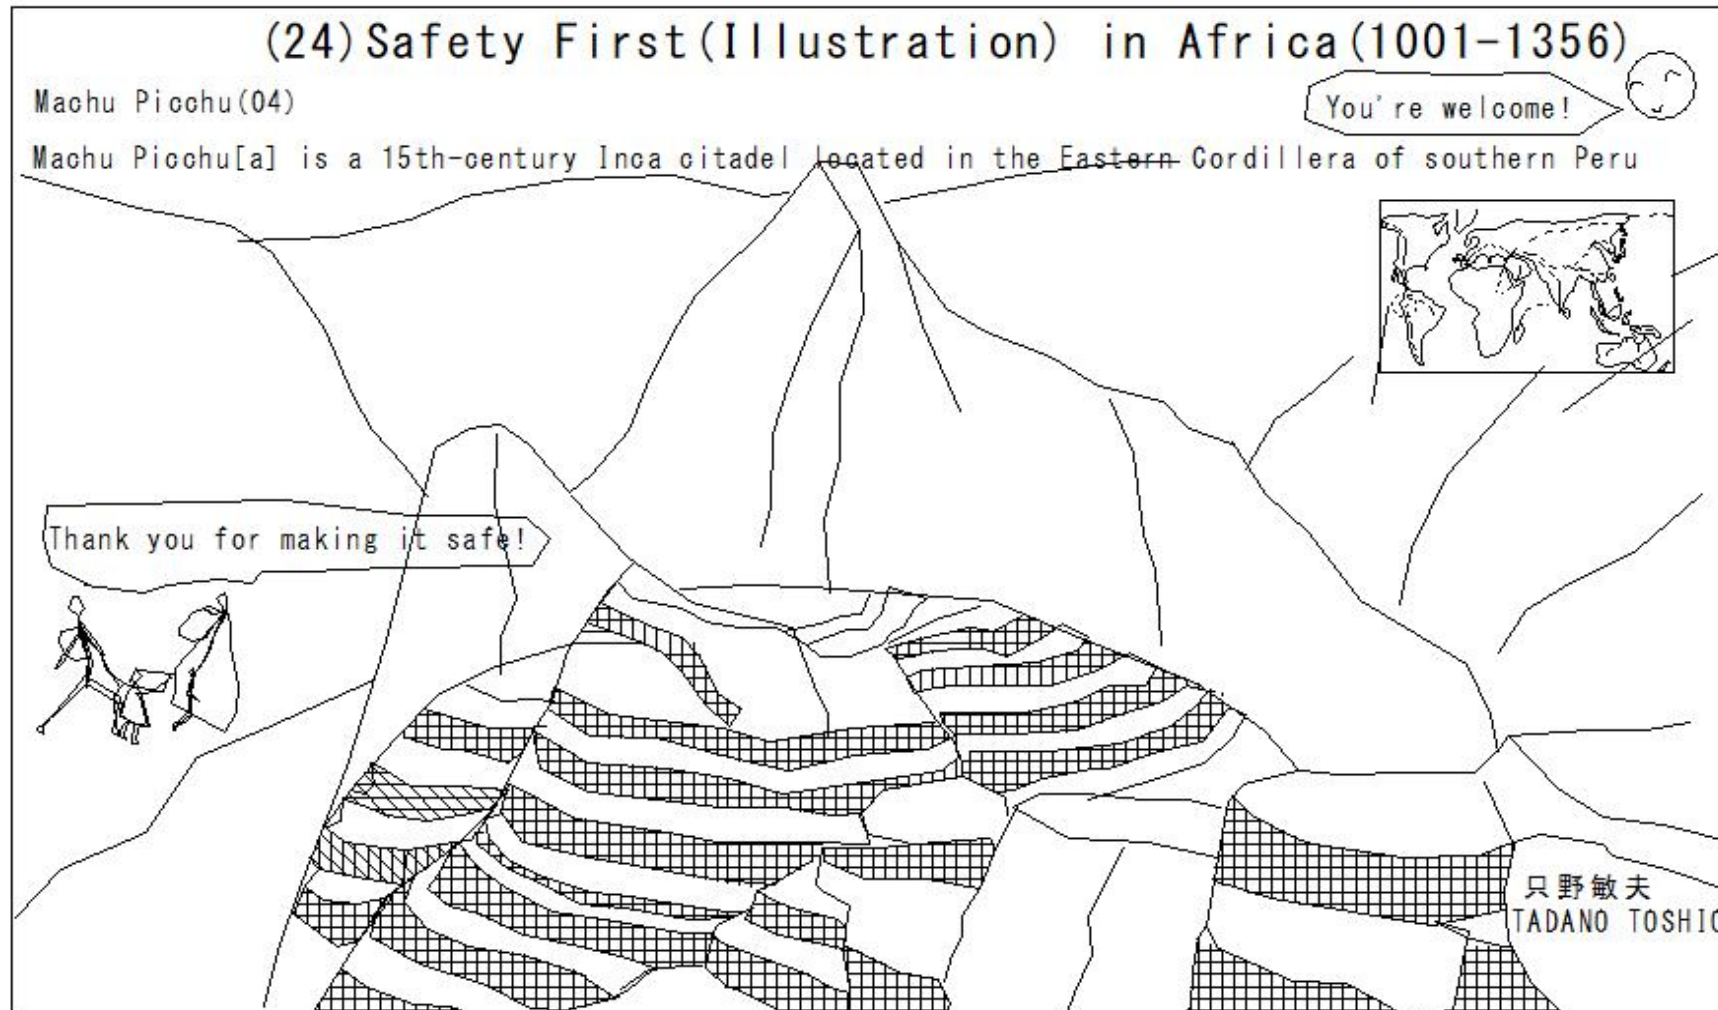 (24)Safety First(Illustration) in Africa(1001-1356)
Machu Picchu(04)
You're welcome!
Machu Picchu[a] is a 15th-century Inca citadel located in the Eastern Cordillera of southern Peru
Thank you for making it safe!
只野敏夫
TADANO TOSHIO